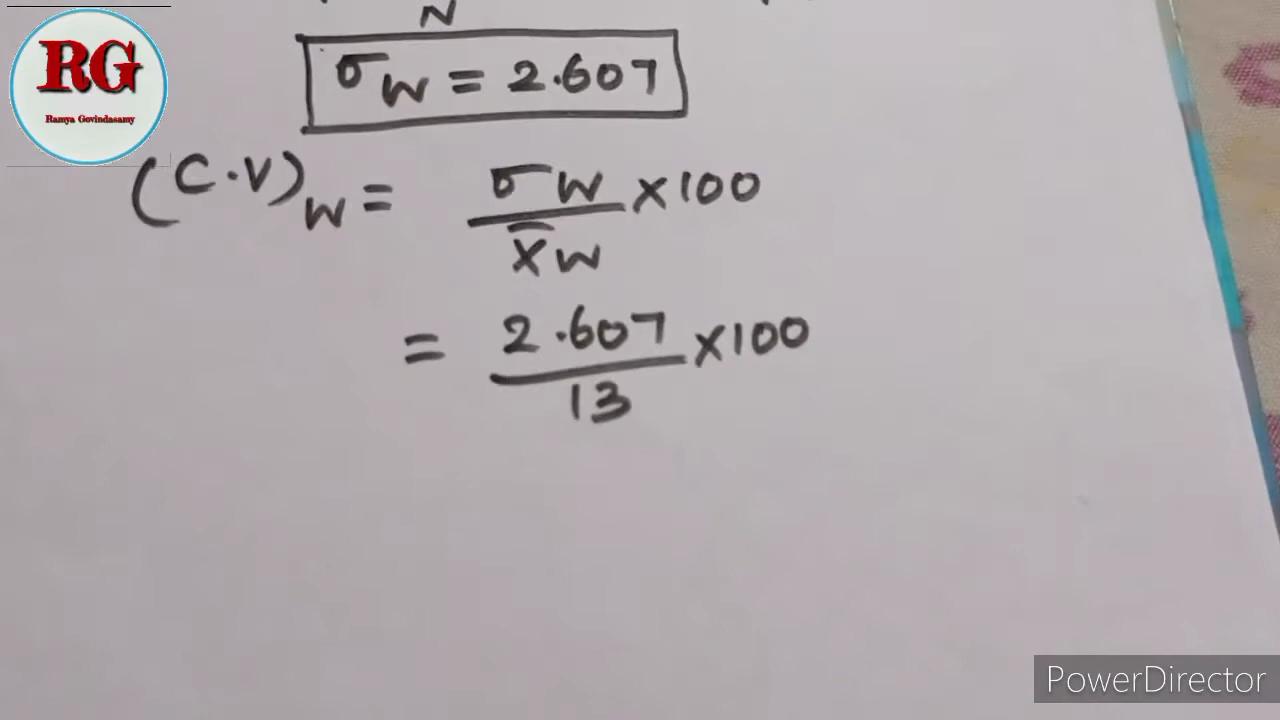 RG
Ramya Govindasamy
N
σw = 2.607
(C.V)w = σw/x̄w ×100
= 2.607/13 ×100
PowerDirector